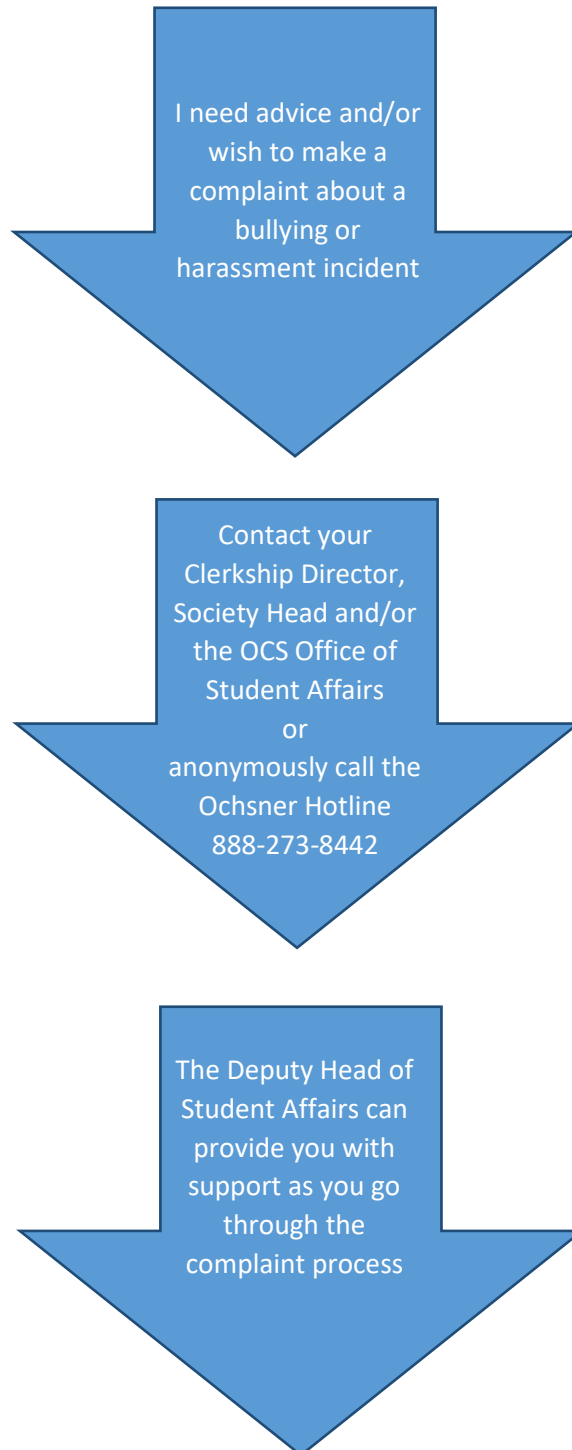 I need advice and/or
wish to make a
complaint about a
bullying or
harassment incident
Contact your
Clerkship Director,
Society Head and/or
the OCS Office of
Student Affairs
or
anonymously call the
Ochsner Hotline
888-273-8442
The Deputy Head of
Student Affairs can
provide you with
support as you go
through the
complaint process